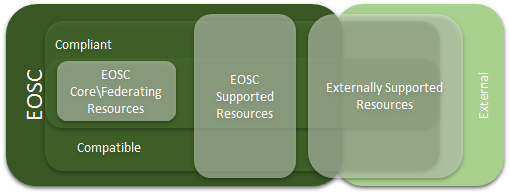 EOSC
Compliant
EOSC
Core\Federating
Resources
Compatible
EOSC
Supported
Resources
Externally Supported
Resources
External